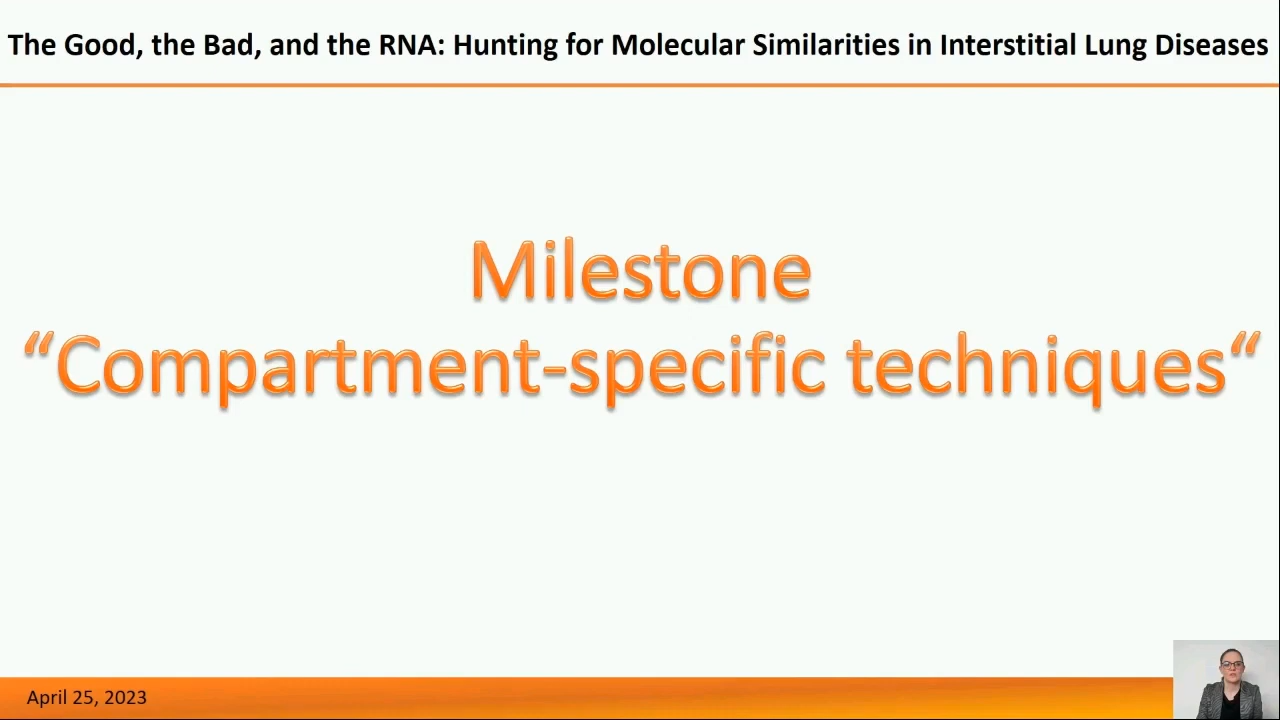 The Good, the Bad, and the RNA: Hunting for Molecular Similarities in Interstitial Lung Diseases
Milestone
“Compartment-specific techniques“
April 25, 2023